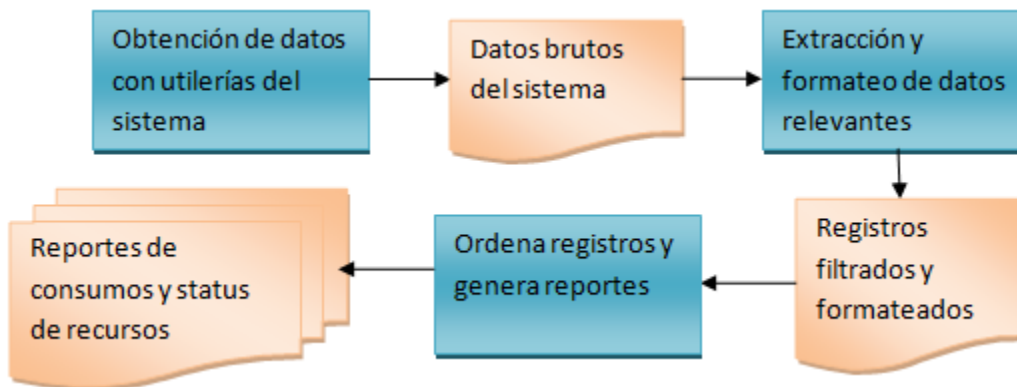 Obtención de datos
con utilerías del
sistema
Datos brutos
del sistema
Extracción y
formateo de datos
relevantes
Registros
filtrados y
formateados
Ordena registros y
genera reportes
Reportes de
consumos y status
de recursos